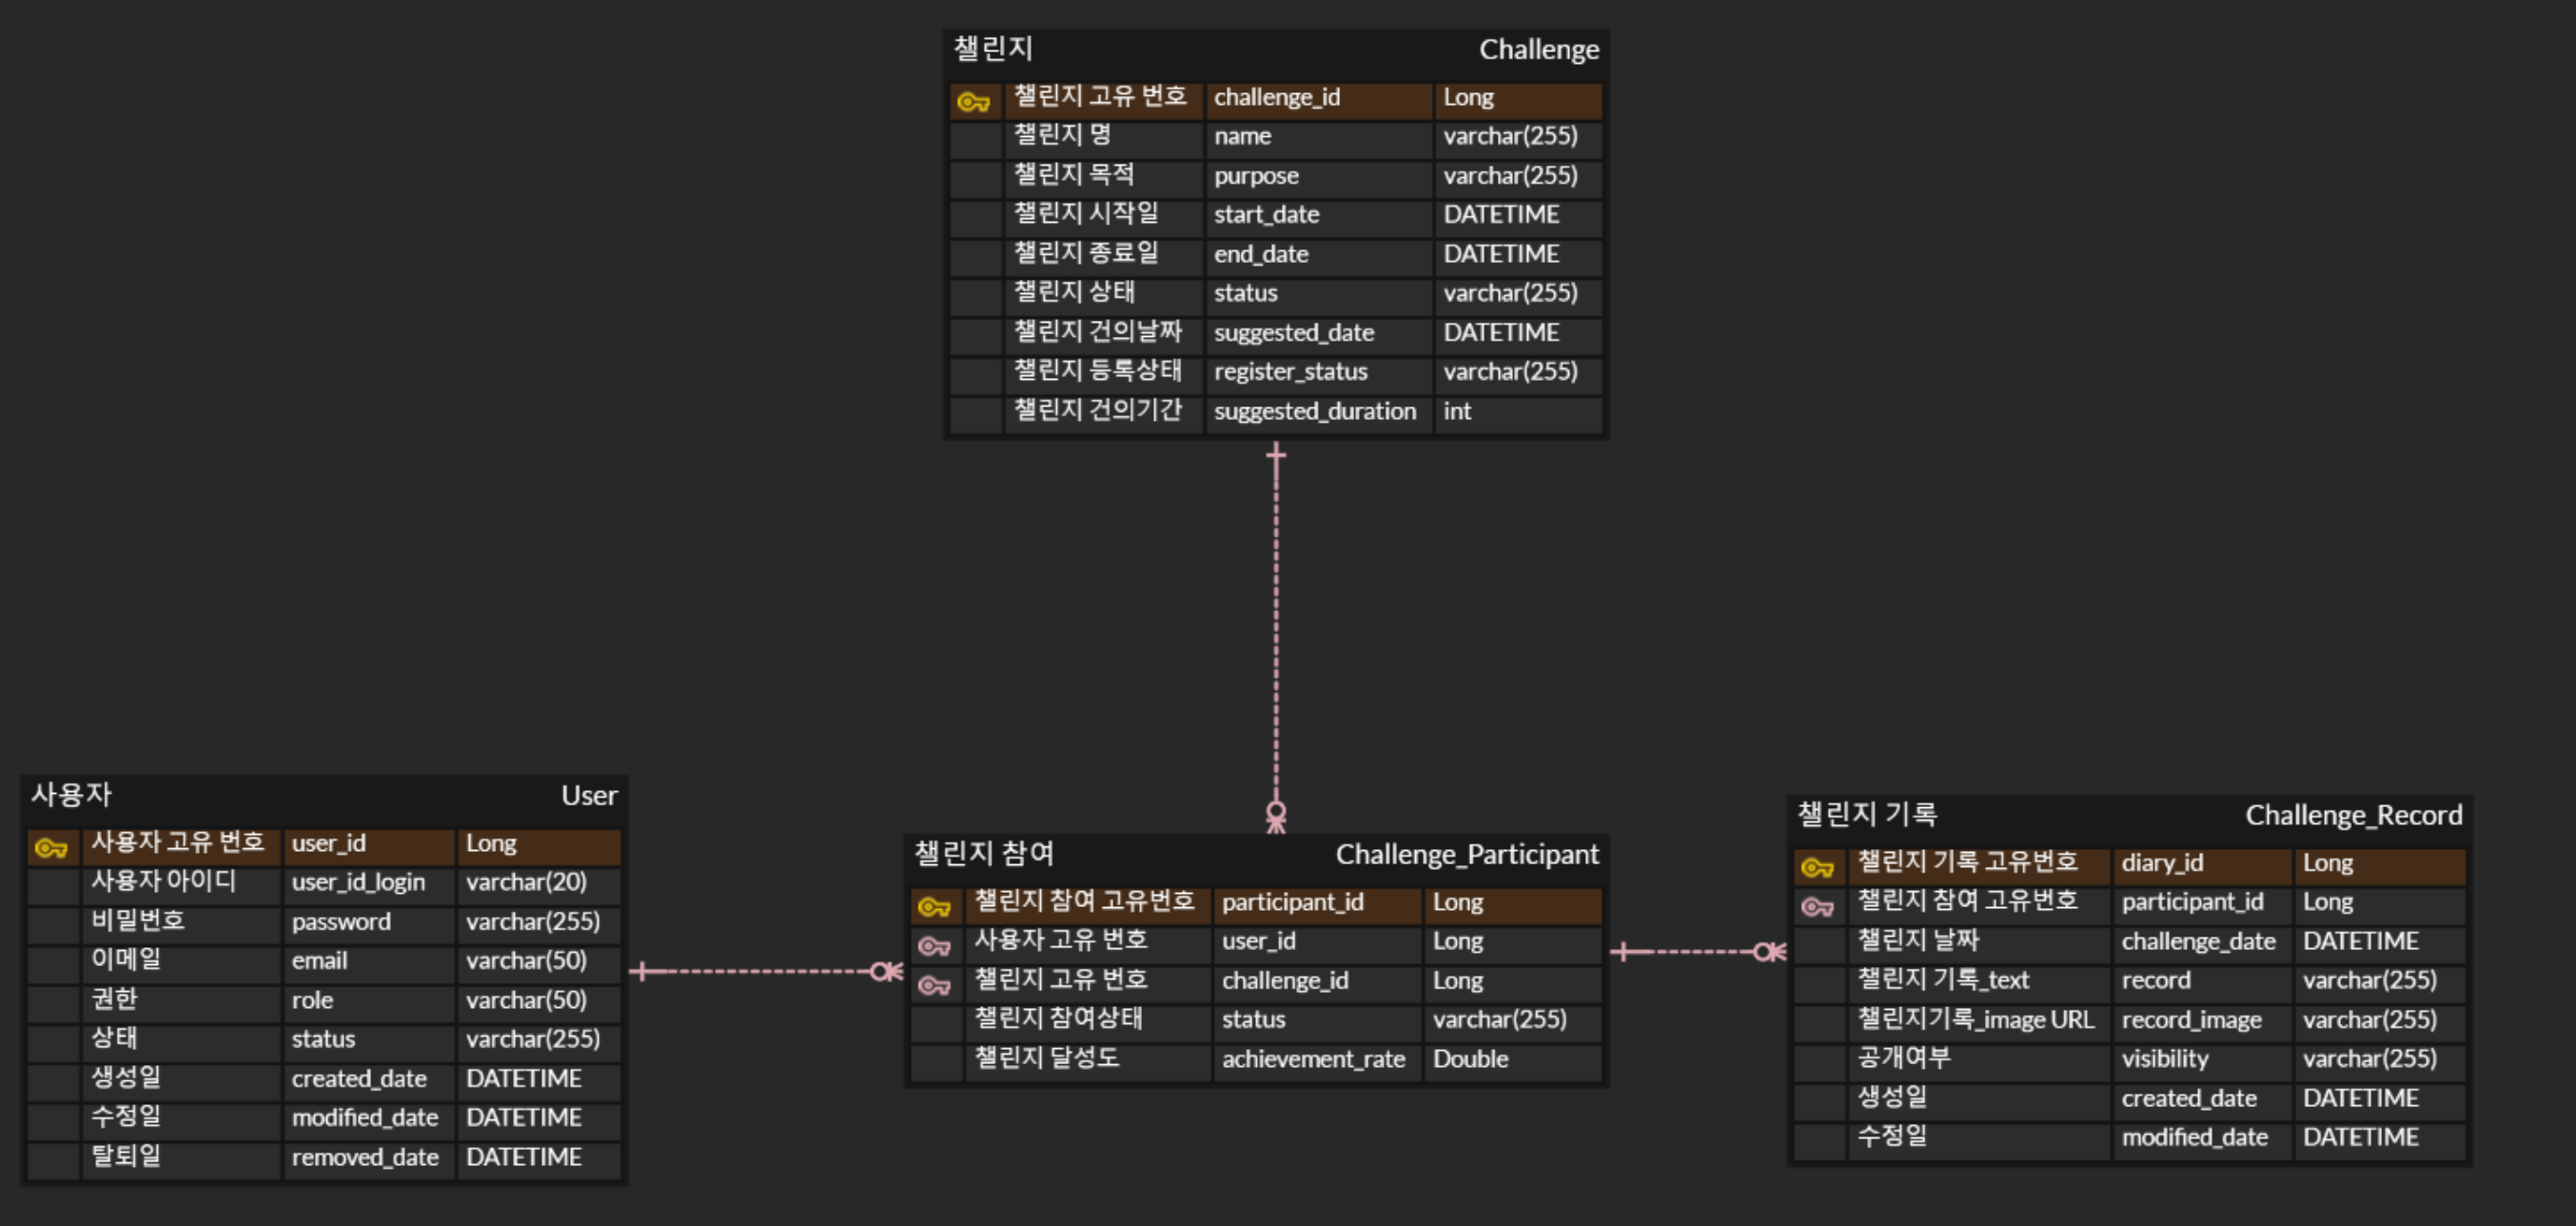 챌린지 Challenge
챌린지 고유 번호 challenge_id Long
챌린지 명 name varchar(255)
챌린지 목적 purpose varchar(255)
챌린지 시작일 start_date DATETIME
챌린지 종료일 end_date DATETIME
챌린지 상태 status varchar(255)
챌린지 건의날짜 suggested_date DATETIME
챌린지 등록상태 register_status varchar(255)
챌린지 건의기간 suggested_duration int
사용자 User
사용자 고유 번호 user_id Long
사용자 아이디 user_id_login varchar(20)
비밀번호 password varchar(255)
이메일 email varchar(50)
권한 role varchar(50)
상태 status varchar(255)
생성일 created_date DATETIME
수정일 modified_date DATETIME
탈퇴일 removed_date DATETIME
챌린지 참여 Challenge_Participant
챌린지 참여 고유번호 participant_id Long
사용자 고유 번호 user_id Long
챌린지 고유 번호 challenge_id Long
챌린지 참여상태 status varchar(255)
챌린지 달성도 achievement_rate Double
챌린지 기록 Challenge_Record
챌린지 기록 고유번호 diary_id Long
챌린지 참여 고유번호 participant_id Long
챌린지 날짜 challenge_date DATETIME
챌린지 기록_text record varchar(255)
챌린지기록_image URL record_image varchar(255)
공개여부 visibility varchar(255)
생성일 created_date DATETIME
수정일 modified_date DATETIME